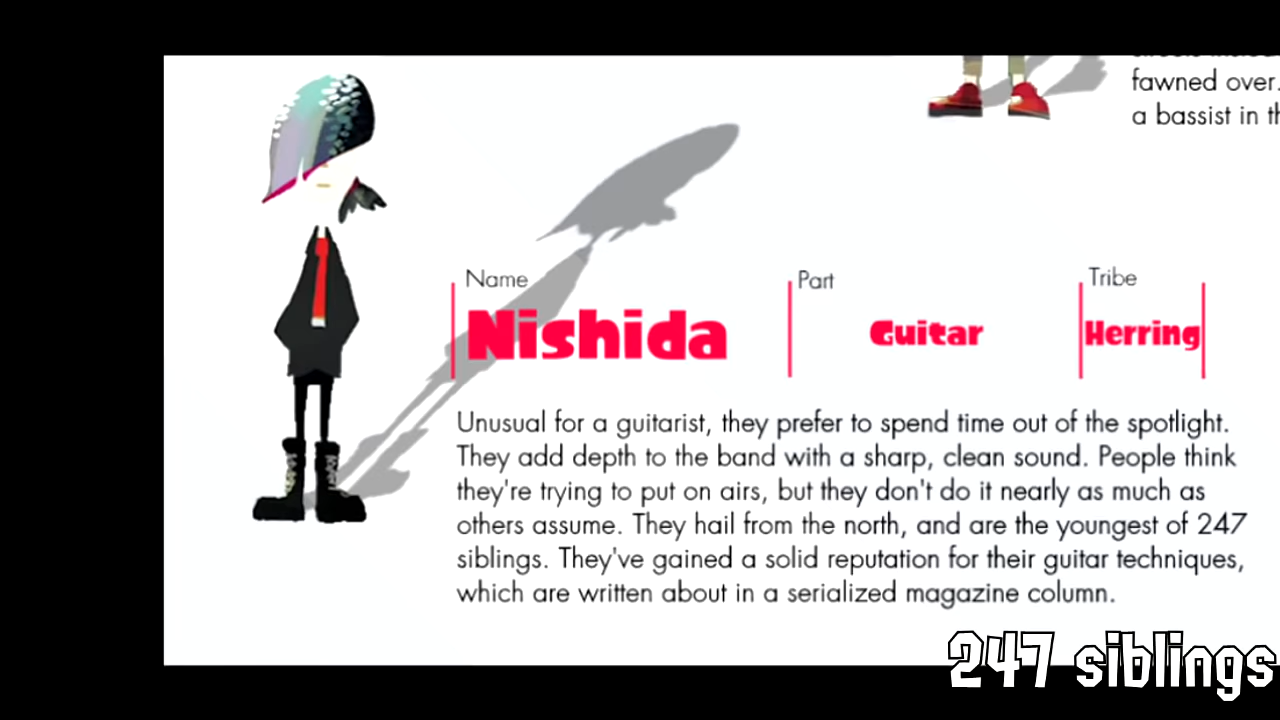 fawned over.
a bassist in
Name
Part
Tribe
Nishida
Guitar
Herring
Unusual for a guitarist, they prefer to spend time out of the spotlight.
They add depth to the band with a sharp, clean sound. People think
they're trying to put on airs, but they don't do it nearly as much as
others assume. They hail from the north, and are the youngest of 247
siblings. They've gained a solid reputation for their guitar techniques,
which are written about in a serialized magazine column.
247 siblings